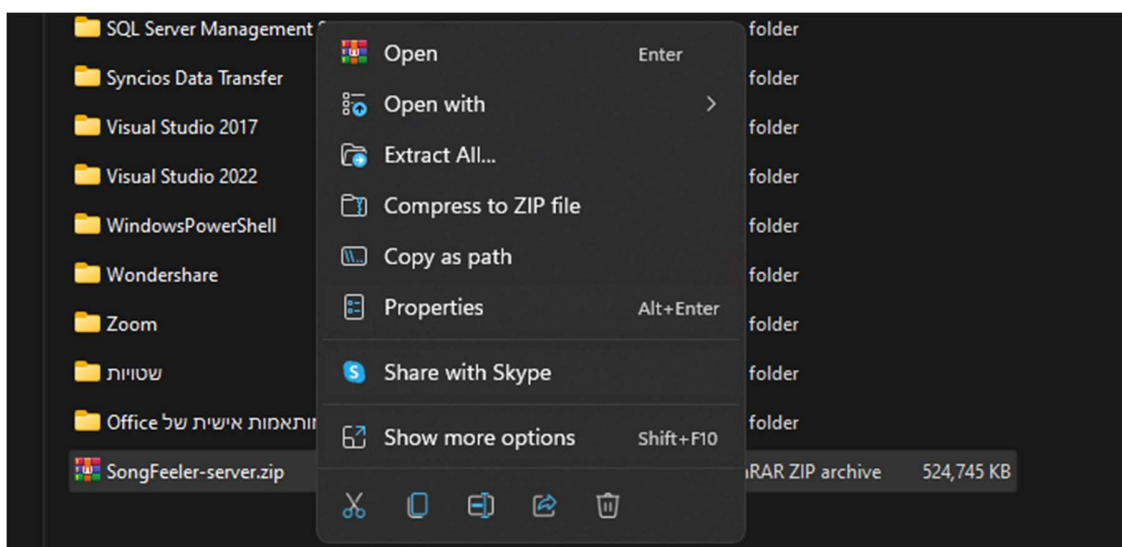 SQL Server Management
folder
Syncios Data Transfer
folder
Visual Studio 2017
folder
Visual Studio 2022
folder
WindowsPowerShell
folder
Wondershare
folder
Zoom
folder
שטויות
folder
מותאמות אישית של Office
folder
SongFeeler-server.zip
RAR ZIP archive 524,745 KB
Open Enter
Open with
Extract All...
Compress to ZIP file
Copy as path
Properties Alt+Enter
Share with Skype
Show more options Shift+F10